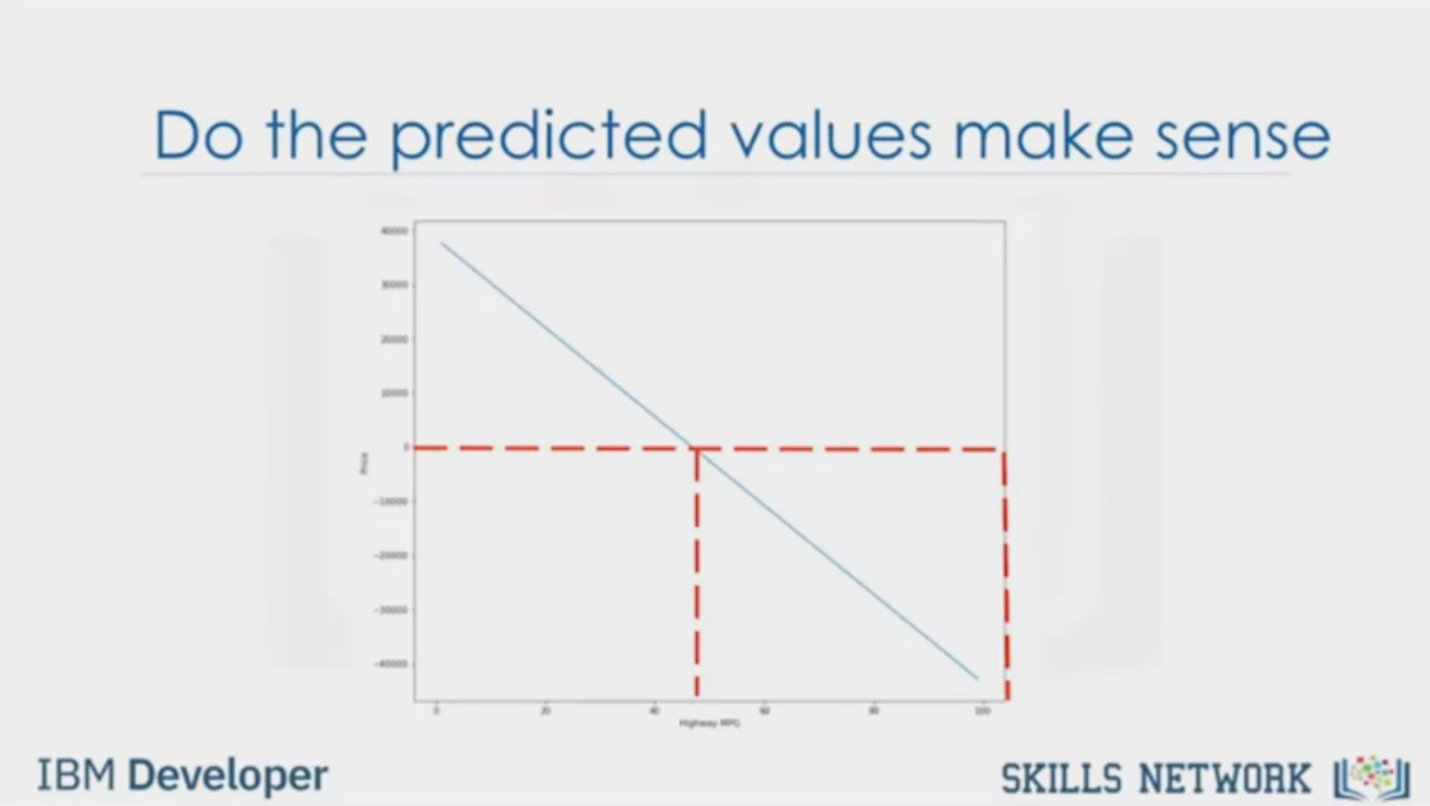 Do the predicted values make sense
40000
30000
20000
10000
0
Price
-10000
-20000
-30000
-40000
0 20 40 60 80 100
Highway MPG
IBM Developer
SKILLS NETWORK